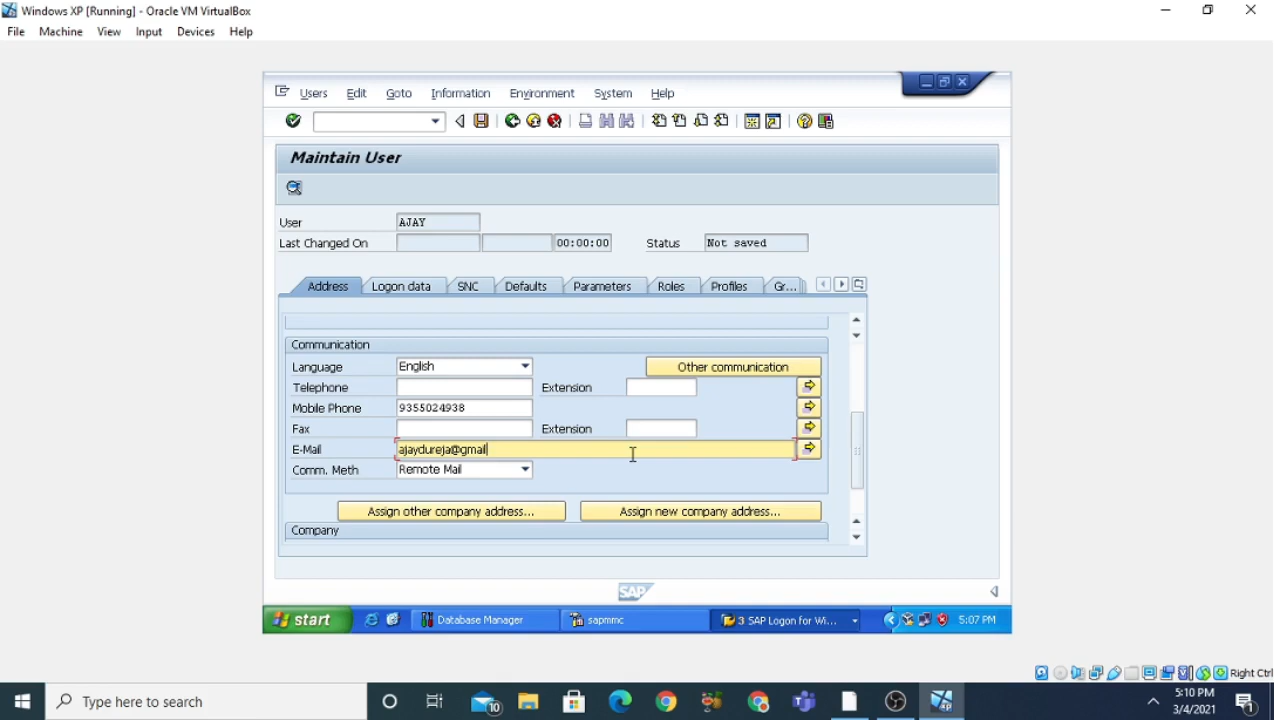 Windows XP [Running] - Oracle VM VirtualBox
File Machine View Input Devices Help
Users Edit Goto Information Environment System Help
Maintain User
User AJAY
Last Changed On 00:00:00 Status Not saved
Address Logon data SNC Defaults Parameters Roles Profiles Gr...
Communication
Language English Other communication
Telephone Extension
Mobile Phone 9355024938
Fax Extension
E-Mail ajaydureja@gmail
Comm. Meth Remote Mail
Assign other company address... Assign new company address...
Company
SAP
start Database Manager sapmmc 3 SAP Logon for Wi... 5:07 PM
Right Ctrl
Type here to search 10 5:10 PM
3/4/2021 1